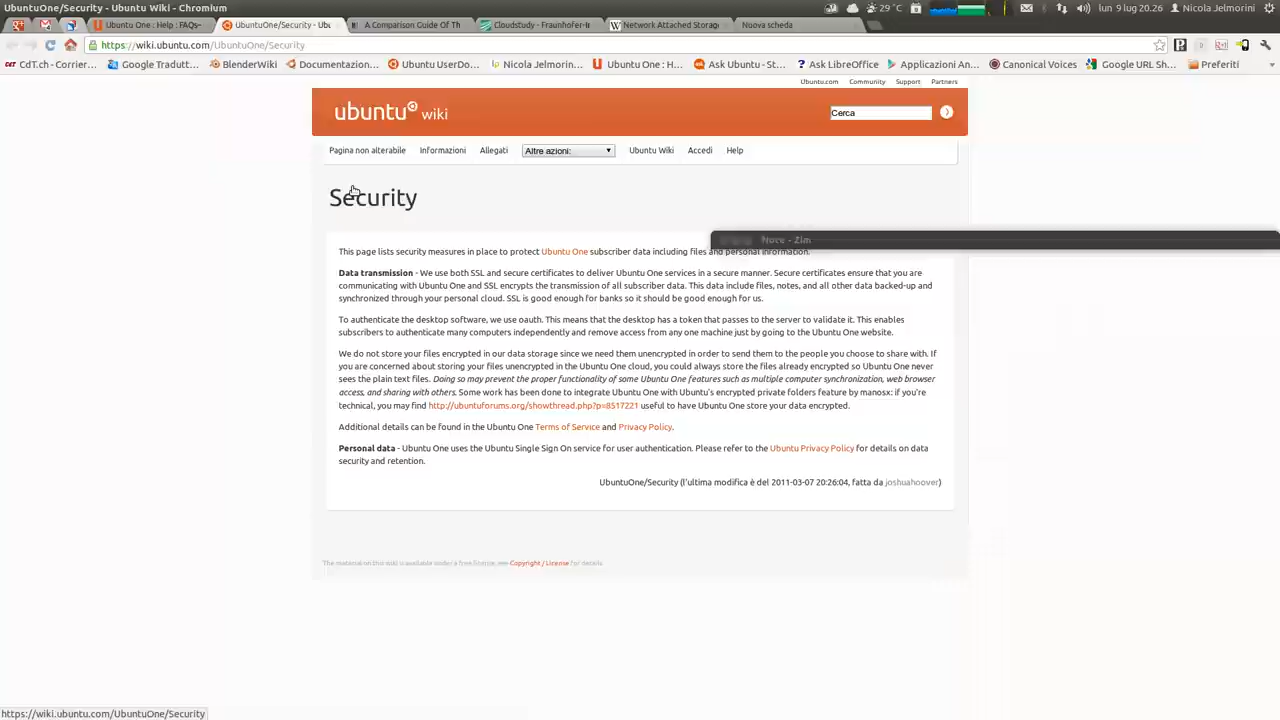 UbuntuOne/Security - Ubuntu Wiki - Chromium
29 °C
lun 9 lug 20.26
Nicola Jelmorini
Ubuntu One : Help : FAQs
UbuntuOne/Security - Ubu
A Comparison Guide Of Th
Cloudstudy - Fraunhofer-In
Network Attached Storage
Nuova scheda
https://wiki.ubuntu.com/UbuntuOne/Security
CdT.ch - Corrier...
Google Tradutt...
BlenderWiki
Documentazion...
Ubuntu UserDo...
Nicola Jelmorin...
Ubuntu One : H...
Ask Ubuntu - St...
Ask LibreOffice
Applicazioni An...
Canonical Voices
Google URL Sh...
Preferiti
Ubuntu.com Community Support Partners
ubuntu wiki
Cerca
Pagina non alterabile Informazioni Allegati Altre azioni: Ubuntu Wiki Accedi Help
Security
Noce - Zim
This page lists security measures in place to protect Ubuntu One subscriber data including files and personal information.
Data transmission - We use both SSL and secure certificates to deliver Ubuntu One services in a secure manner. Secure certificates ensure that you are
communicating with Ubuntu One and SSL encrypts the transmission of all subscriber data. This data include files, notes, and all other data backed-up and
synchronized through your personal cloud. SSL is good enough for banks so it should be good enough for us.
To authenticate the desktop software, we use oauth. This means that the desktop has a token that passes to the server to validate it. This enables
subscribers to authenticate many computers independently and remove access from any one machine just by going to the Ubuntu One website.
We do not store your files encrypted in our data storage since we need them unencrypted in order to send them to the people you choose to share with. If
you are concerned about storing your files unencrypted in the Ubuntu One cloud, you could always store the files already encrypted so Ubuntu One never
sees the plain text files. Doing so may prevent the proper functionality of some Ubuntu One features such as multiple computer synchronization, web browser
access, and sharing with others. Some work has been done to integrate Ubuntu One with Ubuntu's encrypted private folders feature by manosx: if you're
technical, you may find http://ubuntuforums.org/showthread.php?p=8517221 useful to have Ubuntu One store your data encrypted.
Additional details can be found in the Ubuntu One Terms of Service and Privacy Policy.
Personal data - Ubuntu One uses the Ubuntu Single Sign On service for user authentication. Please refer to the Ubuntu Privacy Policy for details on data
security and retention.
UbuntuOne/Security (l'ultima modifica è del 2011-03-07 20:26:04, fatta da joshuahoover)
The material on this wiki is available under a free license, see Copyright / License for details
https://wiki.ubuntu.com/UbuntuOne/Security